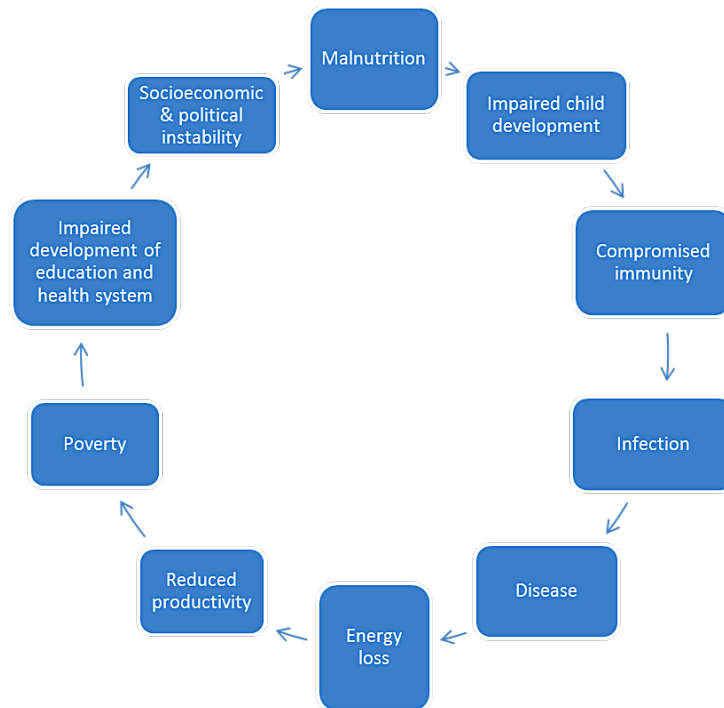 Malnutrition
Impaired child
development
Compromised
immunity
Infection
Disease
Energy
loss
Reduced
productivity
Poverty
Impaired
development of
education and
health system
Socioeconomic
& political
instability